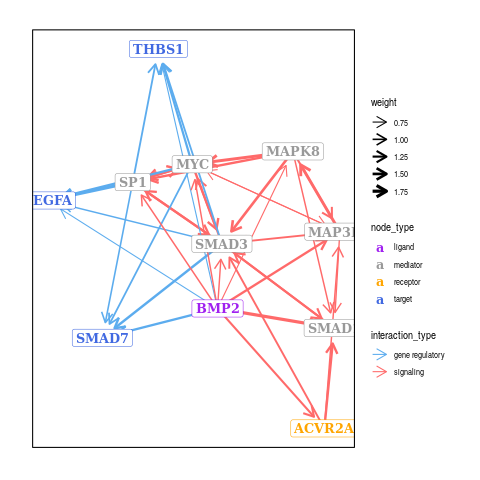 THBS1
MYC
MAPK8
SP1
EGFA
SMAD3
MAP3
BMP2
SMAD
SMAD7
ACVR2A
weight
0.75
1.00
1.25
1.50
1.75
node_type
a ligand
a mediator
a receptor
a target
interaction_type
gene regulatory
signaling